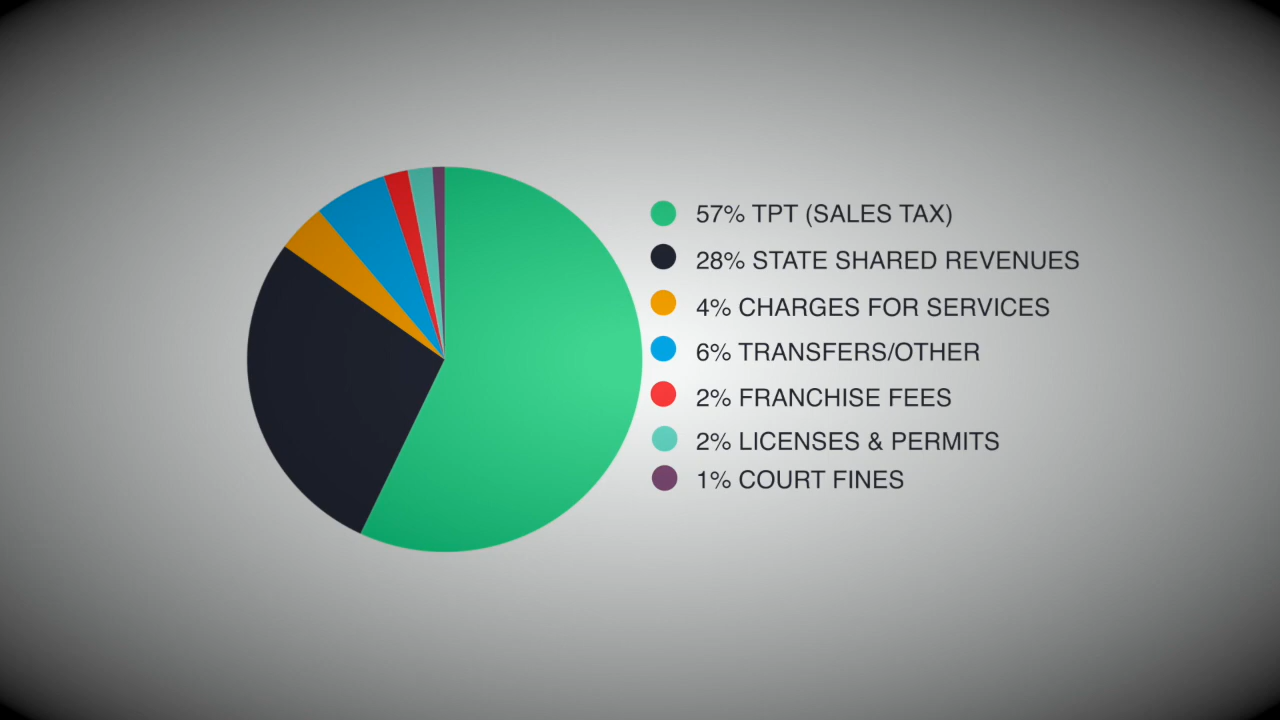 57% TPT (SALES TAX)
28% STATE SHARED REVENUES
4% CHARGES FOR SERVICES
6% TRANSFERS/OTHER
2% FRANCHISE FEES
2% LICENSES & PERMITS
1% COURT FINES